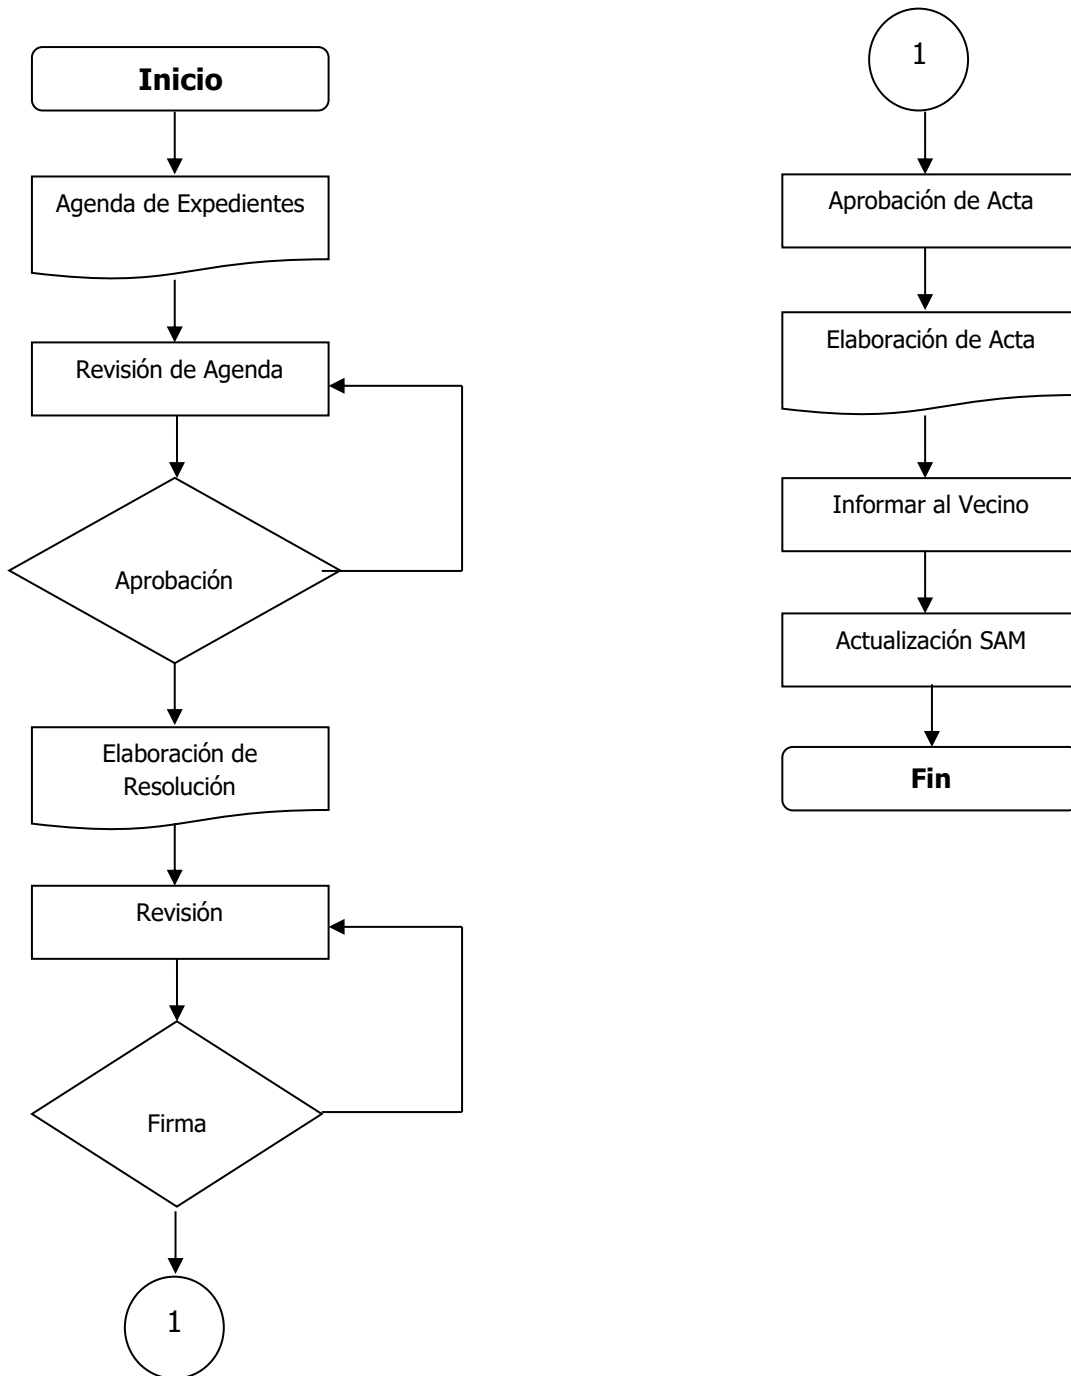 Inicio
Agenda de Expedientes
Revisión de Agenda
Aprobación
Elaboración de
Resolución
Revisión
Firma
1
1
Aprobación de Acta
Elaboración de Acta
Informar al Vecino
Actualización SAM
Fin